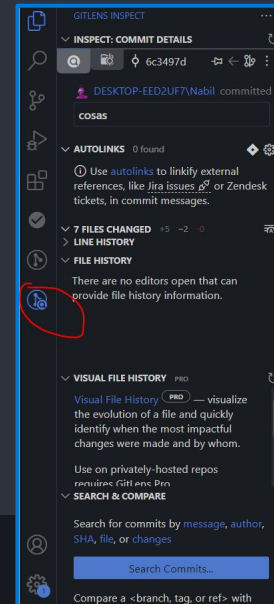 GITLENS INSPECT
INSPECT: COMMIT DETAILS
6c3497d
DESKTOP-EED2UF7\Nabil committed
cosas
AUTOLINKS 0 found
Use autolinks to linkify external
references, like Jira issues or Zendesk
tickets, in commit messages.
7 FILES CHANGED +5 ~2 -0
LINE HISTORY
FILE HISTORY
There are no editors open that can
provide file history information.
VISUAL FILE HISTORY PRO
Visual File History PRO — visualize
the evolution of a file and quickly
identify when the most impactful
changes were made and by whom.
Use on privately-hosted repos
requires GitLens Pro
SEARCH & COMPARE
Search for commits by message, author,
SHA, file, or changes
Search Commits...
Compare a <branch, tag, or ref> with
1